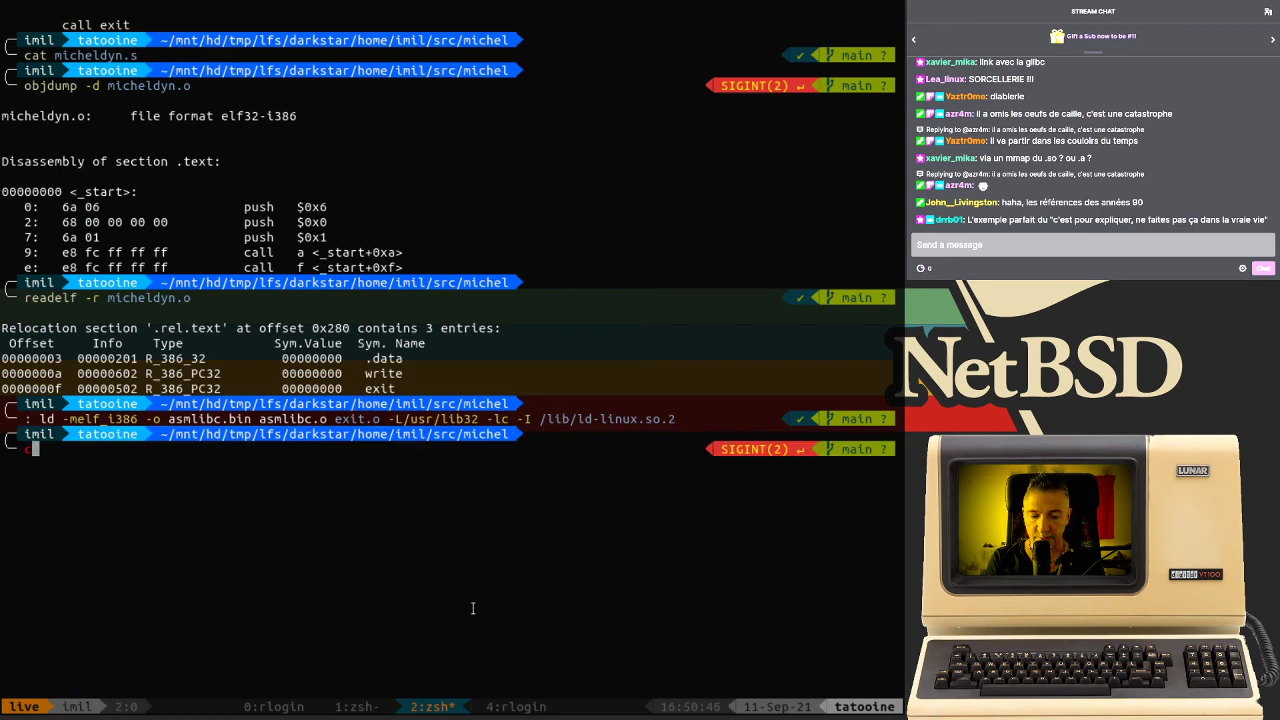 call exit
imil tatooine ~/mnt/hd/tmp/lfs/darkstar/home/imil/src/michel
cat micheldyn.s ✔ main ?
imil tatooine ~/mnt/hd/tmp/lfs/darkstar/home/imil/src/michel
objdump -d micheldyn.o SIGINT(2) ↵ main ?
micheldyn.o: file format elf32-i386
Disassembly of section .text:
00000000 <_start>:
0: 6a 06 push $0x6
2: 68 00 00 00 00 push $0x0
7: 6a 01 push $0x1
9: e8 fc ff ff ff call a <_start+0xa>
e: e8 fc ff ff ff call f <_start+0xf>
imil tatooine ~/mnt/hd/tmp/lfs/darkstar/home/imil/src/michel
readelf -r micheldyn.o ✔ main ?
Relocation section '.rel.text' at offset 0x280 contains 3 entries:
Offset Info Type Sym.Value Sym. Name
00000003 00000201 R_386_32 00000000 .data
0000000a 00000602 R_386_PC32 00000000 write
0000000f 00000502 R_386_PC32 00000000 exit
imil tatooine ~/mnt/hd/tmp/lfs/darkstar/home/imil/src/michel
: ld -melf_i386 -o asmlibc.bin asmlibc.o exit.o -L/usr/lib32 -lc -I /lib/ld-linux.so.2 ✔ main ?
imil tatooine ~/mnt/hd/tmp/lfs/darkstar/home/imil/src/michel
c SIGINT(2) ↵ main ?
live imil 2:0 0:rlogin 1:zsh- 2:zsh* 4:rlogin 16:50:46 11-Sep-21 tatooine
STREAM CHAT
Gift a Sub now to be #1!
xavier_mika: link avec la glibc
Lea_linux: SORCELLERIE !!!
Yaztr0mo: diablerie
azr4m: il a omis les oeufs de caille, c'est une catastrophe
Replying to @azr4m: il a omis les oeufs de caille, c'est une catastrophe
Yaztr0mo: il va partir dans les couloirs du temps
xavier_mika: via un mmap du .so ? ou .a ?
Replying to @azr4m: il a omis les oeufs de caille, c'est une catastrophe
azr4m:
John__Livingston: haha, les références des années 90
drrb01: L'exemple parfait du "c'est pour expliquer, ne faites pas ça dans la vraie vie"
Send a message
0
Chat
NetBSD
LUNAR
digital VT100